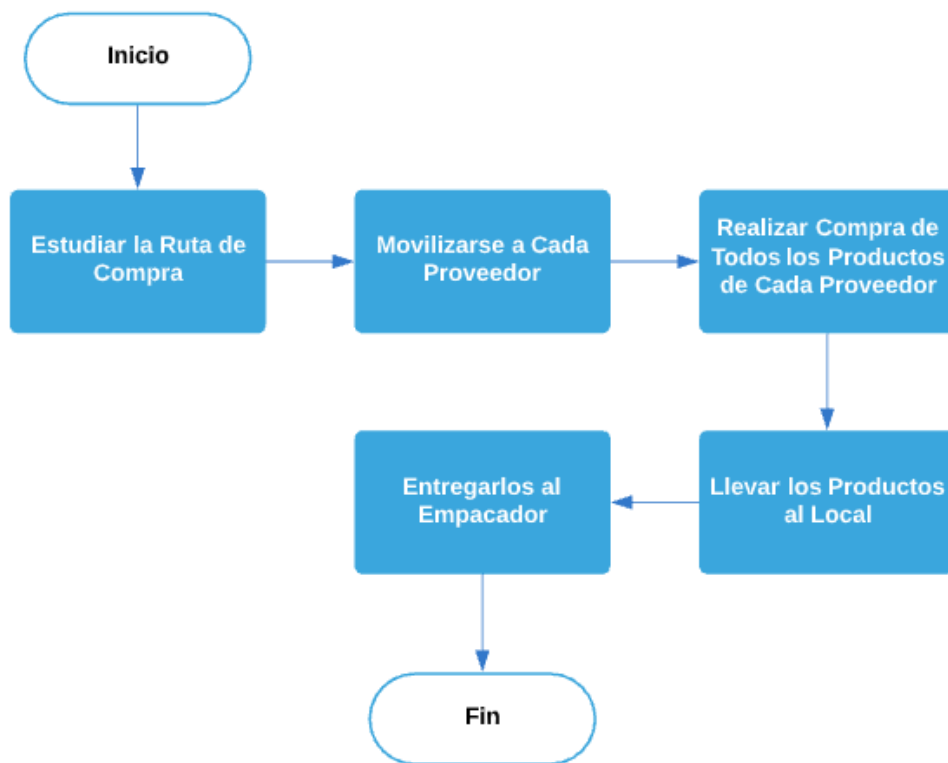 Inicio
Estudiar la Ruta de
Compra
Movilizarse a Cada
Proveedor
Realizar Compra de
Todos los Productos
de Cada Proveedor
Llevar los Productos
al Local
Entregarlos al
Empacador
Fin